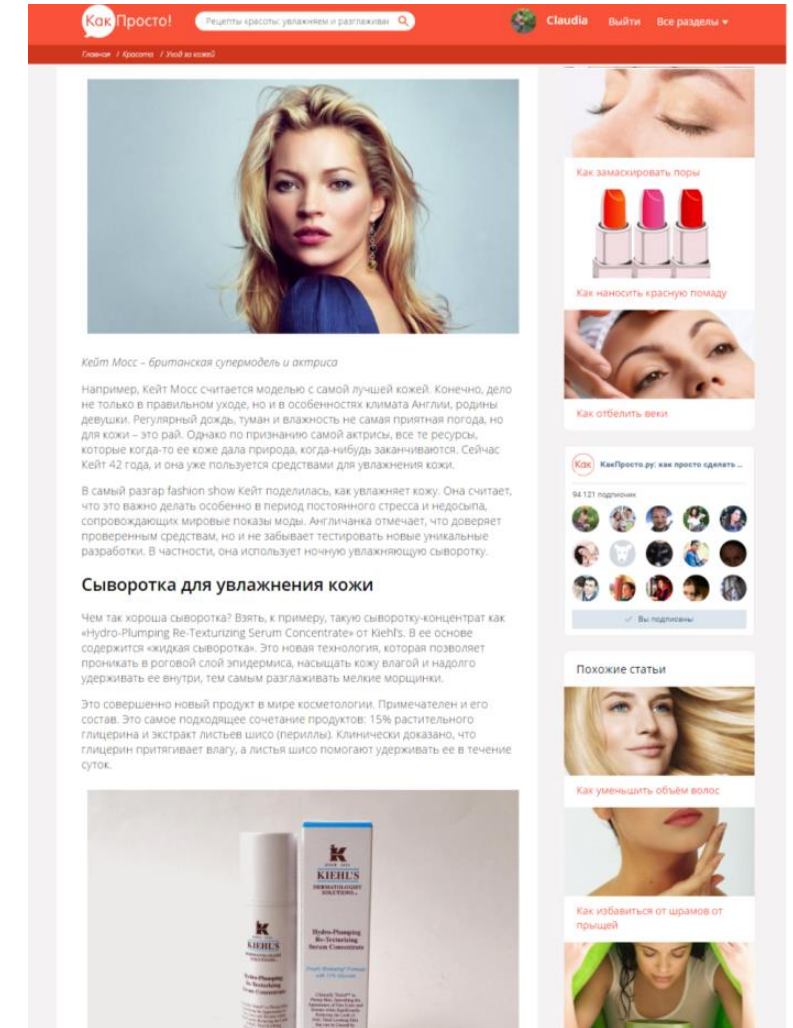 КакПросто!
Рецепты красоты: увлажняем и разглаживаем
Claudia
Выйти
Все разделы
Главная / Красота / Уход за кожей
Кейт Мосс – британская супермодель и актриса
Например, Кейт Мосс считается моделью с самой лучшей кожей. Конечно, дело
не только в правильном уходе, но и в особенностях климата Англии, родины
девушки. Регулярный дождь, туман и влажность не самая приятная погода, но
для кожи – это рай. Однако по признанию самой актрисы, все те ресурсы,
которые когда-то ее коже дала природа, когда-нибудь заканчиваются. Сейчас
Кейт 42 года, и она уже пользуется средствами для увлажнения кожи.
В самый разгар fashion show Кейт поделилась, как увлажняет кожу. Она считает,
что это важно делать особенно в период постоянного стресса и недосыпа,
сопровождающих мировые показы моды. Англичанка отмечает, что доверяет
проверенным средствам, но и не забывает тестировать новые уникальные
разработки. В частности, она использует ночную увлажняющую сыворотку.
Сыворотка для увлажнения кожи
Чем так хороша сыворотка? Взять, к примеру, такую сыворотку-концентрат как
«Hydro-Plumping Re-Texturizing Serum Concentrate» от Kiehl's. В ее основе
содержится «жидкая сыворотка». Это новая технология, которая позволяет
проникать в роговой слой эпидермиса, насыщать кожу влагой и надолго
удерживать ее внутри, тем самым разглаживать мелкие морщинки.
Это совершенно новый продукт в мире косметологии. Примечателен и его
состав. Это самое подходящее сочетание продуктов: 15% растительного
глицерина и экстракт листьев шисо (периллы). Клинически доказано, что
глицерин притягивает влагу, а листья шисо помогают удерживать ее в течение
суток.
KIEHL'S
DERMATOLOGIST
SOLUTIONS
Hydro-Plumping
Re-Texturizing
Serum Concentrate
KIEHL'S
Hydro-Plumping
Re-Texturizing
Serum Concentrate
Как замаскировать поры
Как наносить красную помаду
Как отбелить веки
Как
КакПросто.ру: как просто сделать ...
94 121 подписчик
Вы подписаны
Похожие статьи
Как уменьшить объём волос
Как избавиться от шрамов от
прыщей